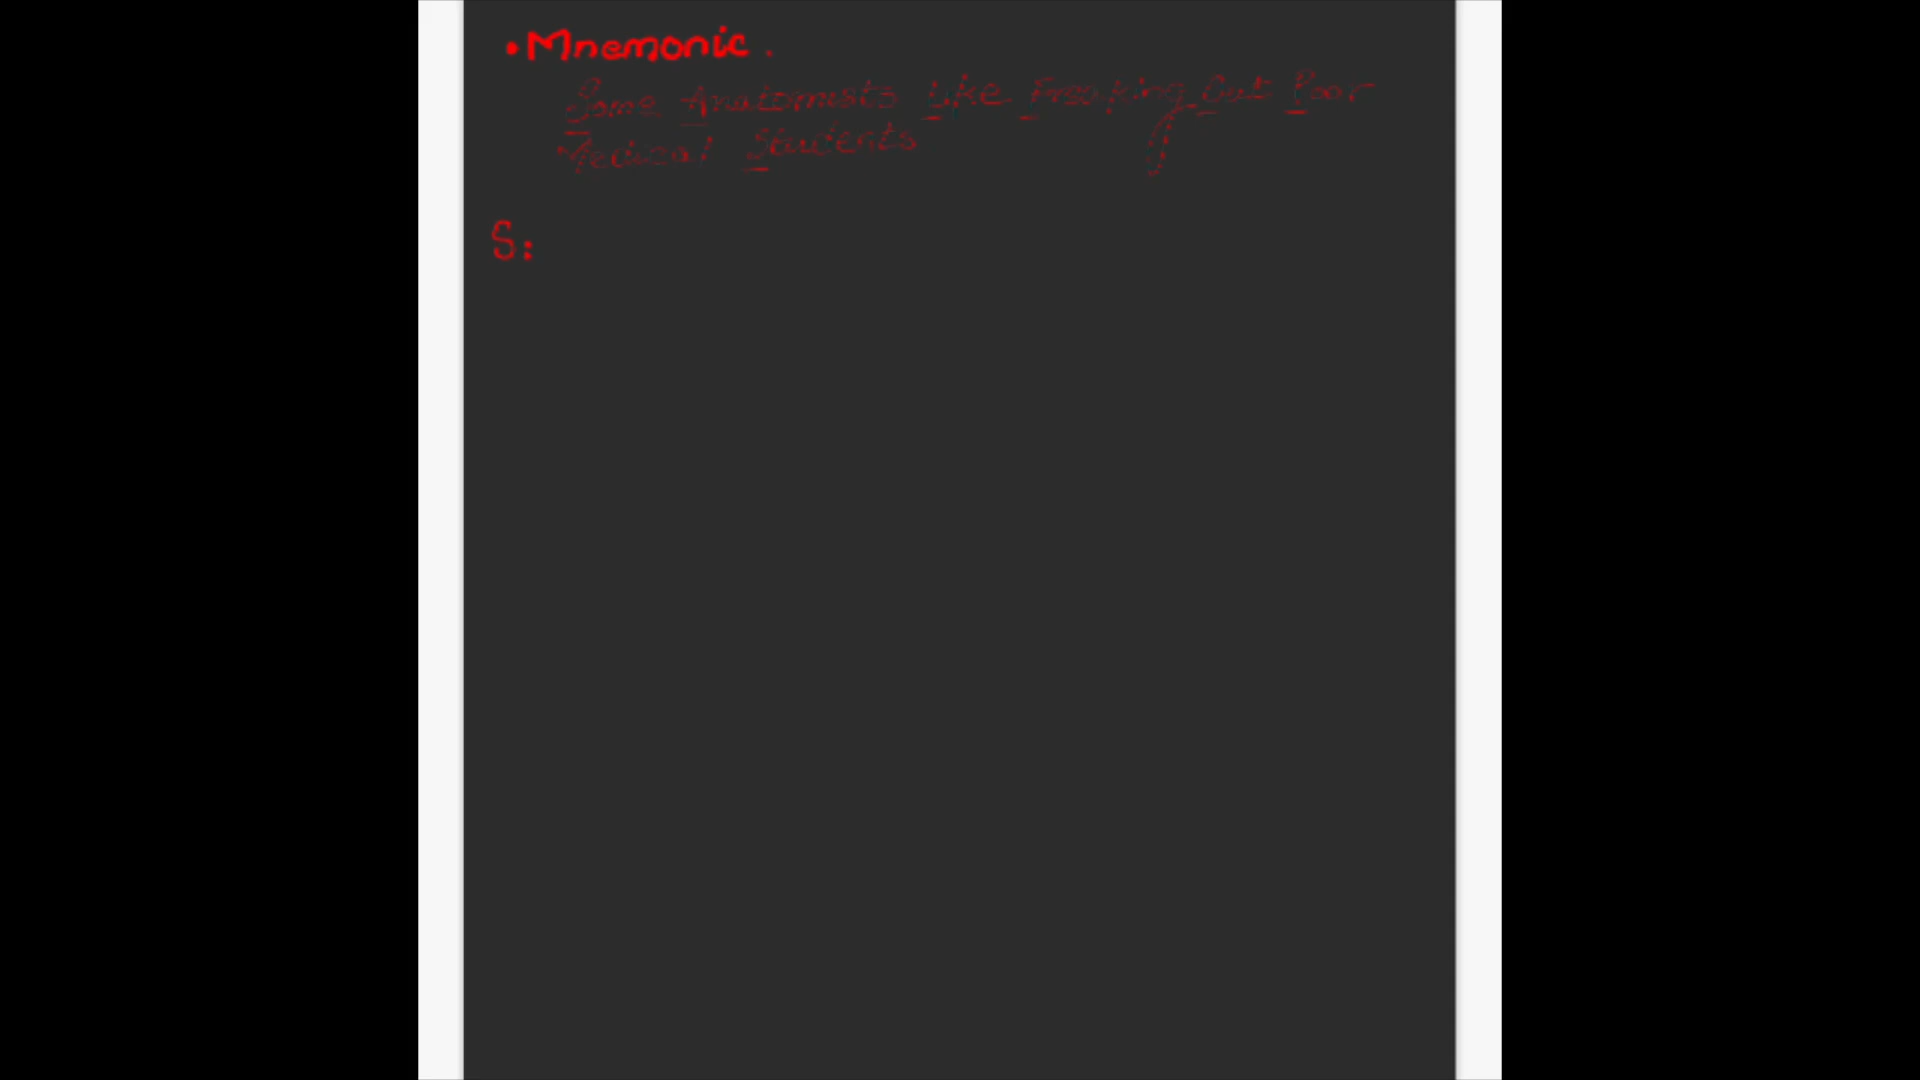 • Mnemonic.
Some Anatomists Like Freaking Out Poor
Medical Students
S: